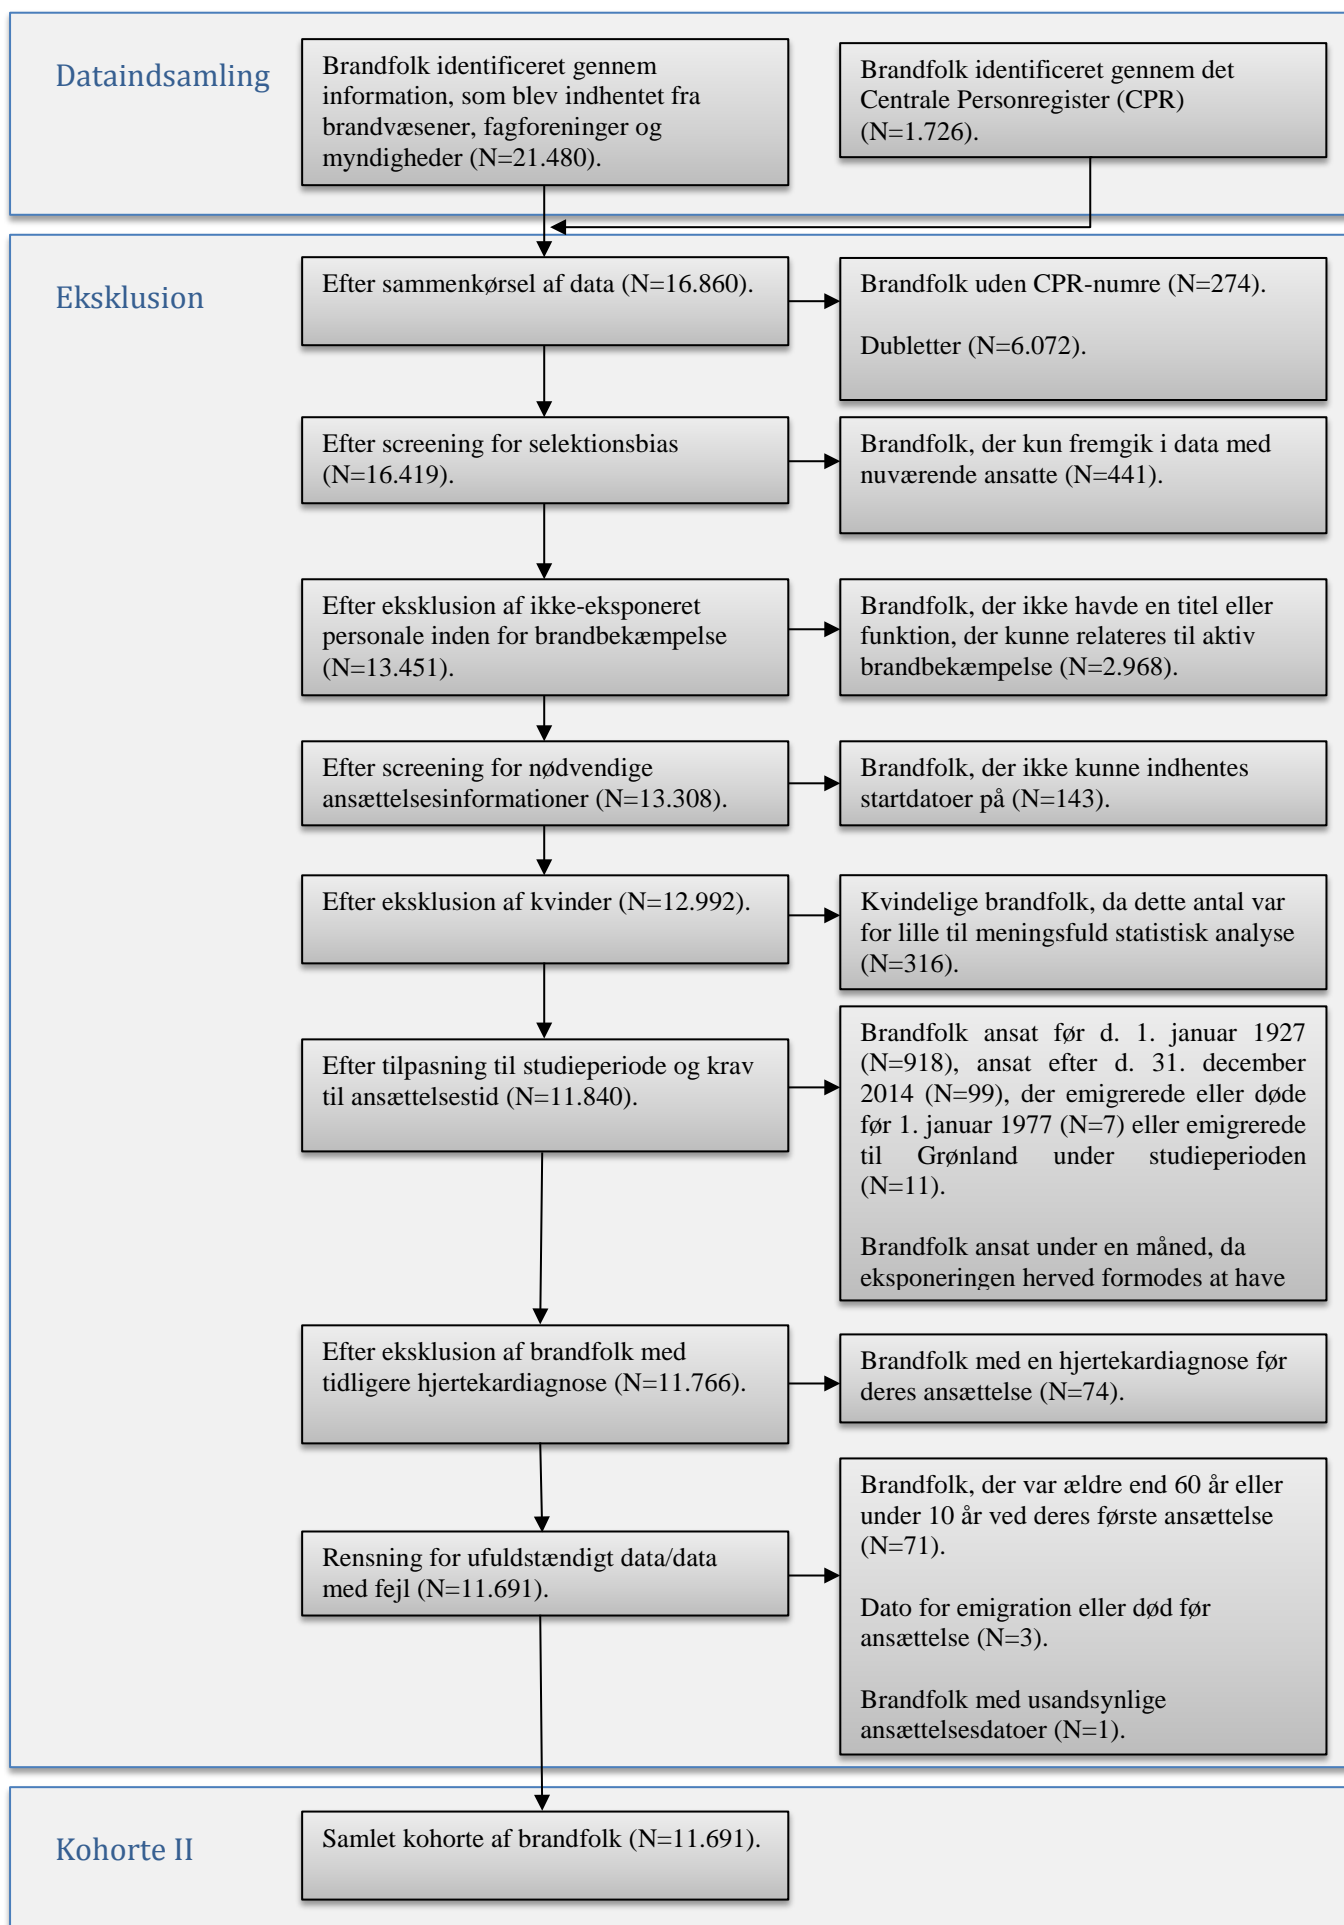 Dataindsamling
Brandfolk identificeret gennem
information, som blev indhentet fra
brandvæsener, fagforeninger og
myndigheder (N=21.480).
Brandfolk identificeret gennem det
Centrale Personregister (CPR)
(N=1.726).
Eksklusion
Efter sammenkørsel af data (N=16.860).
Brandfolk uden CPR-numre (N=274).
Dubletter (N=6.072).
Efter screening for selektionsbias
(N=16.419).
Brandfolk, der kun fremgik i data med
nuværende ansatte (N=441).
Efter eksklusion af ikke-eksponeret
personale inden for brandbekæmpelse
(N=13.451).
Brandfolk, der ikke havde en titel eller
funktion, der kunne relateres til aktiv
brandbekæmpelse (N=2.968).
Efter screening for nødvendige
ansættelsesinformationer (N=13.308).
Brandfolk, der ikke kunne indhentes
startdatoer på (N=143).
Efter eksklusion af kvinder (N=12.992).
Kvindelige brandfolk, da dette antal var
for lille til meningsfuld statistisk analyse
(N=316).
Efter tilpasning til studieperiode og krav
til ansættelsestid (N=11.840).
Brandfolk ansat før d. 1. januar 1927
(N=918), ansat efter d. 31. december
2014 (N=99), der emigrerede eller døde
før 1. januar 1977 (N=7) eller emigrerede
til Grønland under studieperioden
(N=11).
Brandfolk ansat under en måned, da
eksponeringen herved formodes at have
Efter eksklusion af brandfolk med
tidligere hjertekardiagnose (N=11.766).
Brandfolk med en hjertekardiagnose før
deres ansættelse (N=74).
Rensning for ufuldstændigt data/data
med fejl (N=11.691).
Brandfolk, der var ældre end 60 år eller
under 10 år ved deres første ansættelse
(N=71).
Dato for emigration eller død før
ansættelse (N=3).
Brandfolk med usandsynlige
ansættelsesdatoer (N=1).
Kohorte II
Samlet kohorte af brandfolk (N=11.691).